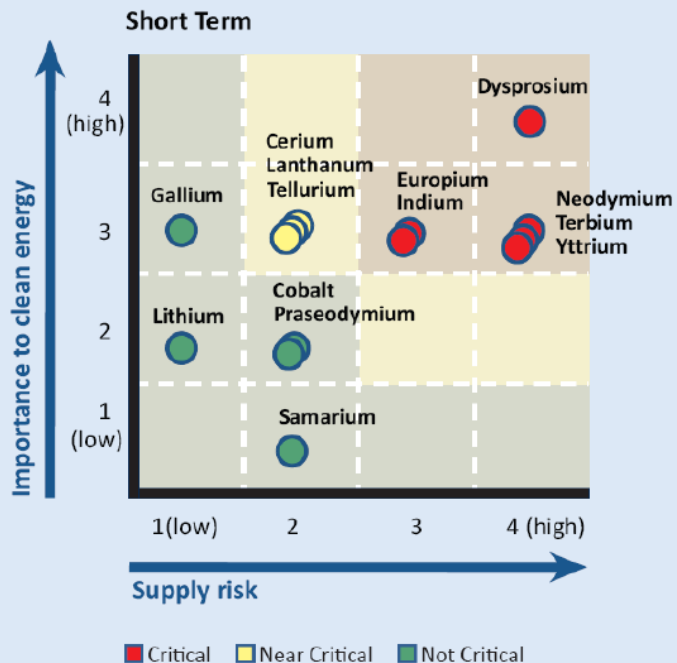 Short Term
Importance to clean energy
4
(high)
3
2
1
(low)
Dysprosium
Cerium
Lanthanum
Tellurium
Gallium
Europium
Indium
Neodymium
Terbium
Yttrium
Lithium
Cobalt
Praseodymium
Samarium
1(low)
2
3
4 (high)
Supply risk
Critical
Near Critical
Not Critical